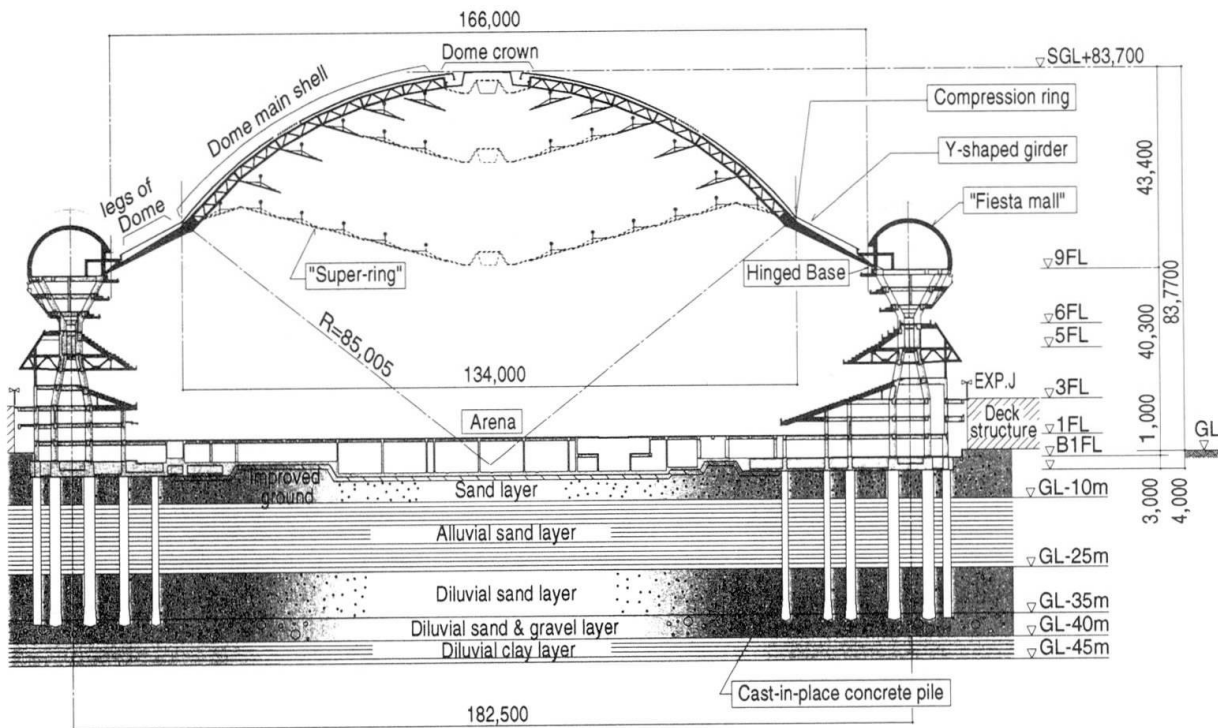 166,000
Dome crown
SGL+83,700
Dome main shell
Compression ring
Y-shaped girder
43,400
legs of
Dome
"Fiesta mall"
"Super-ring"
Hinged Base
9FL
83,7700
R=85,005
6FL
5FL
40,300
134,000
EXP.J
3FL
Arena
Deck
structure
1FL
1,000
GL
B1FL
Improved
ground
Sand layer
GL-10m
3,000
4,000
Alluvial sand layer
GL-25m
Diluvial sand layer
GL-35m
Diluvial sand & gravel layer
GL-40m
Diluvial clay layer
GL-45m
Cast-in-place concrete pile
182,500